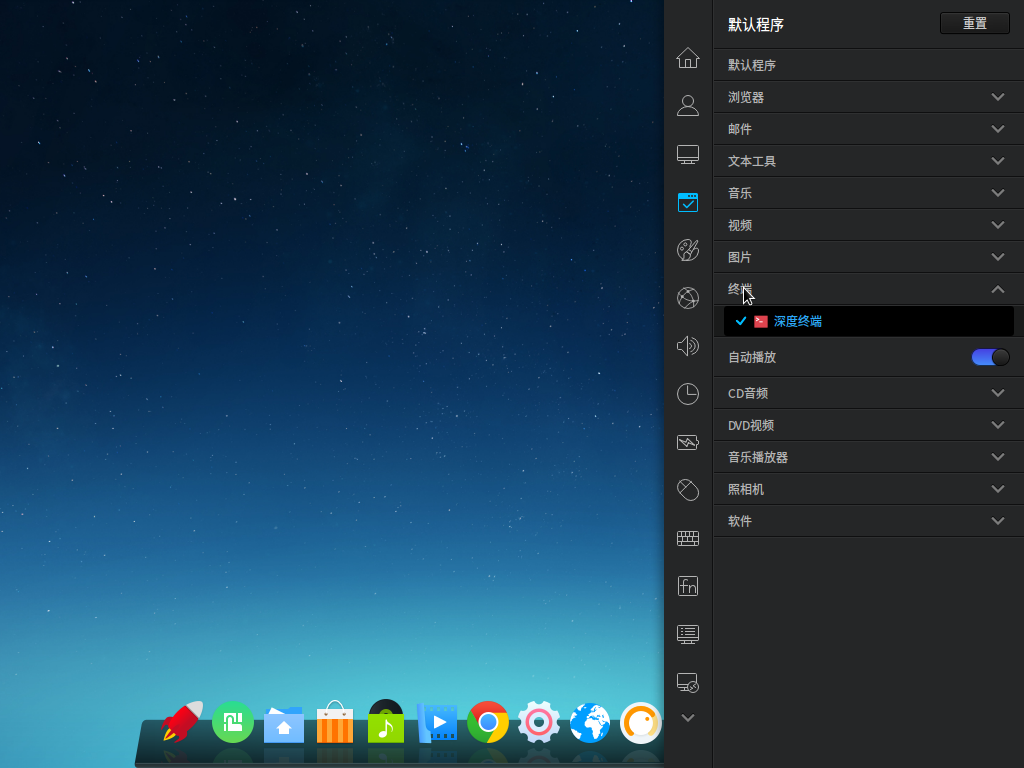 默认程序
重置
默认程序
浏览器
邮件
文本工具
音乐
视频
图片
终端
深度终端
自动播放
CD音频
DVD视频
音乐播放器
照相机
软件
fn